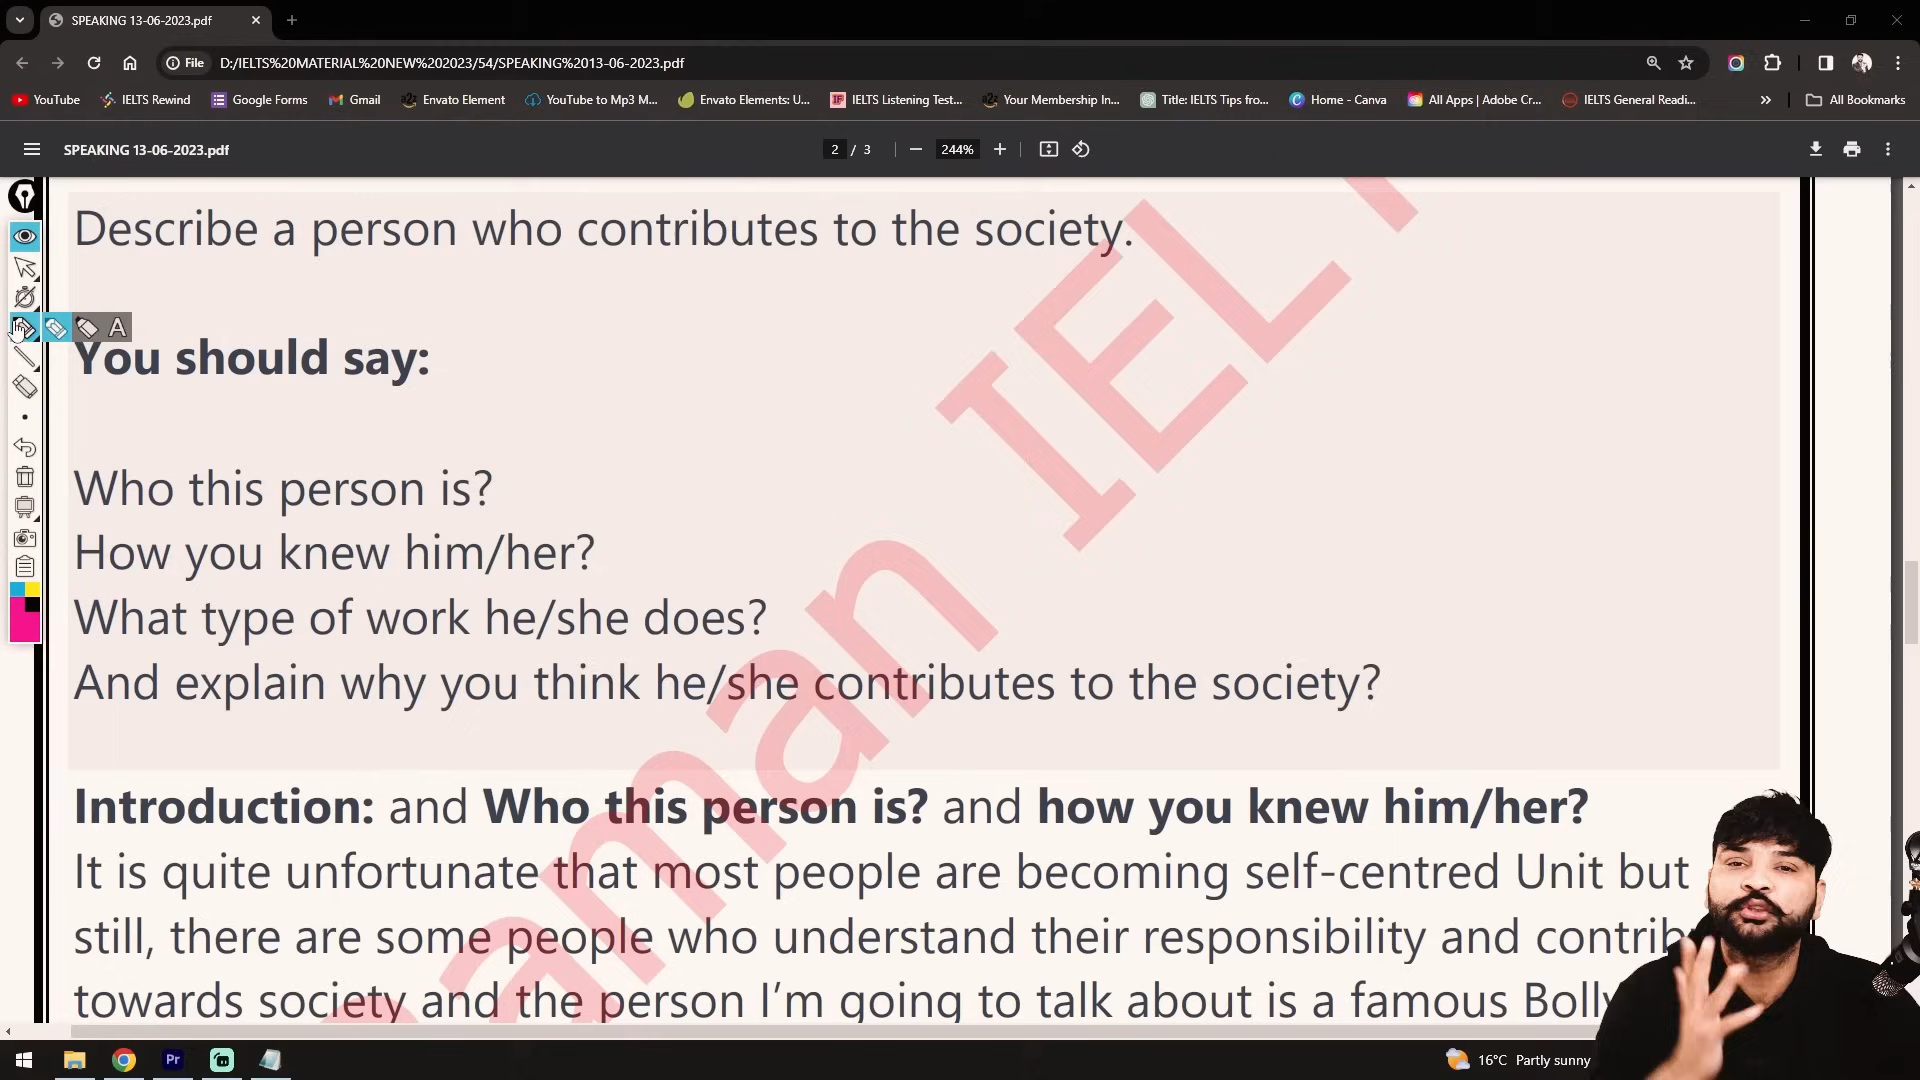 SPEAKING 13-06-2023.pdf
File D:/IELTS%20MATERIAL%20NEW%202023/54/SPEAKING%2013-06-2023.pdf
YouTube IELTS Rewind Google Forms Gmail Envato Element YouTube to Mp3 M... Envato Elements: U... IELTS Listening Test... Your Membership In... Title: IELTS Tips fro... Home - Canva All Apps | Adobe Cr... IELTS General Readi... » All Bookmarks
SPEAKING 13-06-2023.pdf 2 / 3 244%
Describe a person who contributes to the society.
A
You should say:
Who this person is?
How you knew him/her?
What type of work he/she does?
And explain why you think he/she contributes to the society?
Introduction: and Who this person is? and how you knew him/her?
It is quite unfortunate that most people are becoming self-centred Unit but
still, there are some people who understand their responsibility and contrib
towards society and the person I'm going to talk about is a famous Bolly
aman IEL
Pr
16°C Partly sunny